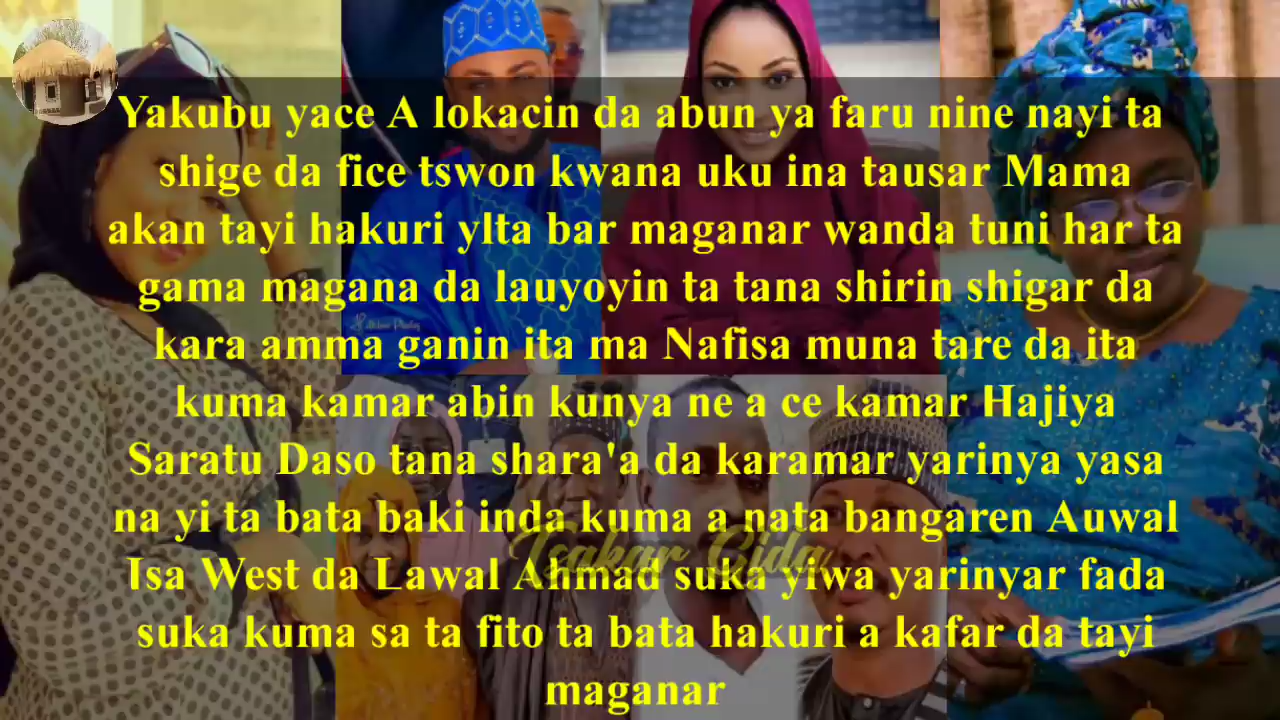 Yakubu yace A lokacin da abun ya faru nine nayi ta
shige da fice tswon kwana uku ina tausar Mama
akan tayi hakuri ylta bar maganar wanda tuni har ta
gama magana da lauyoyin ta tana shirin shigar da
kara amma ganin ita ma Nafisa muna tare da ita
kuma kamar abin kunya ne a ce kamar Hajiya
Saratu Daso tana shara'a da karamar yarinya yasa
na yi ta bata baki inda kuma a nata bangaren Auwal
Isa West da Lawal Ahmad suka yiwa yarinyar fada
suka kuma sa ta fito ta bata hakuri a kafar da tayi
maganar
Tsakar Gida